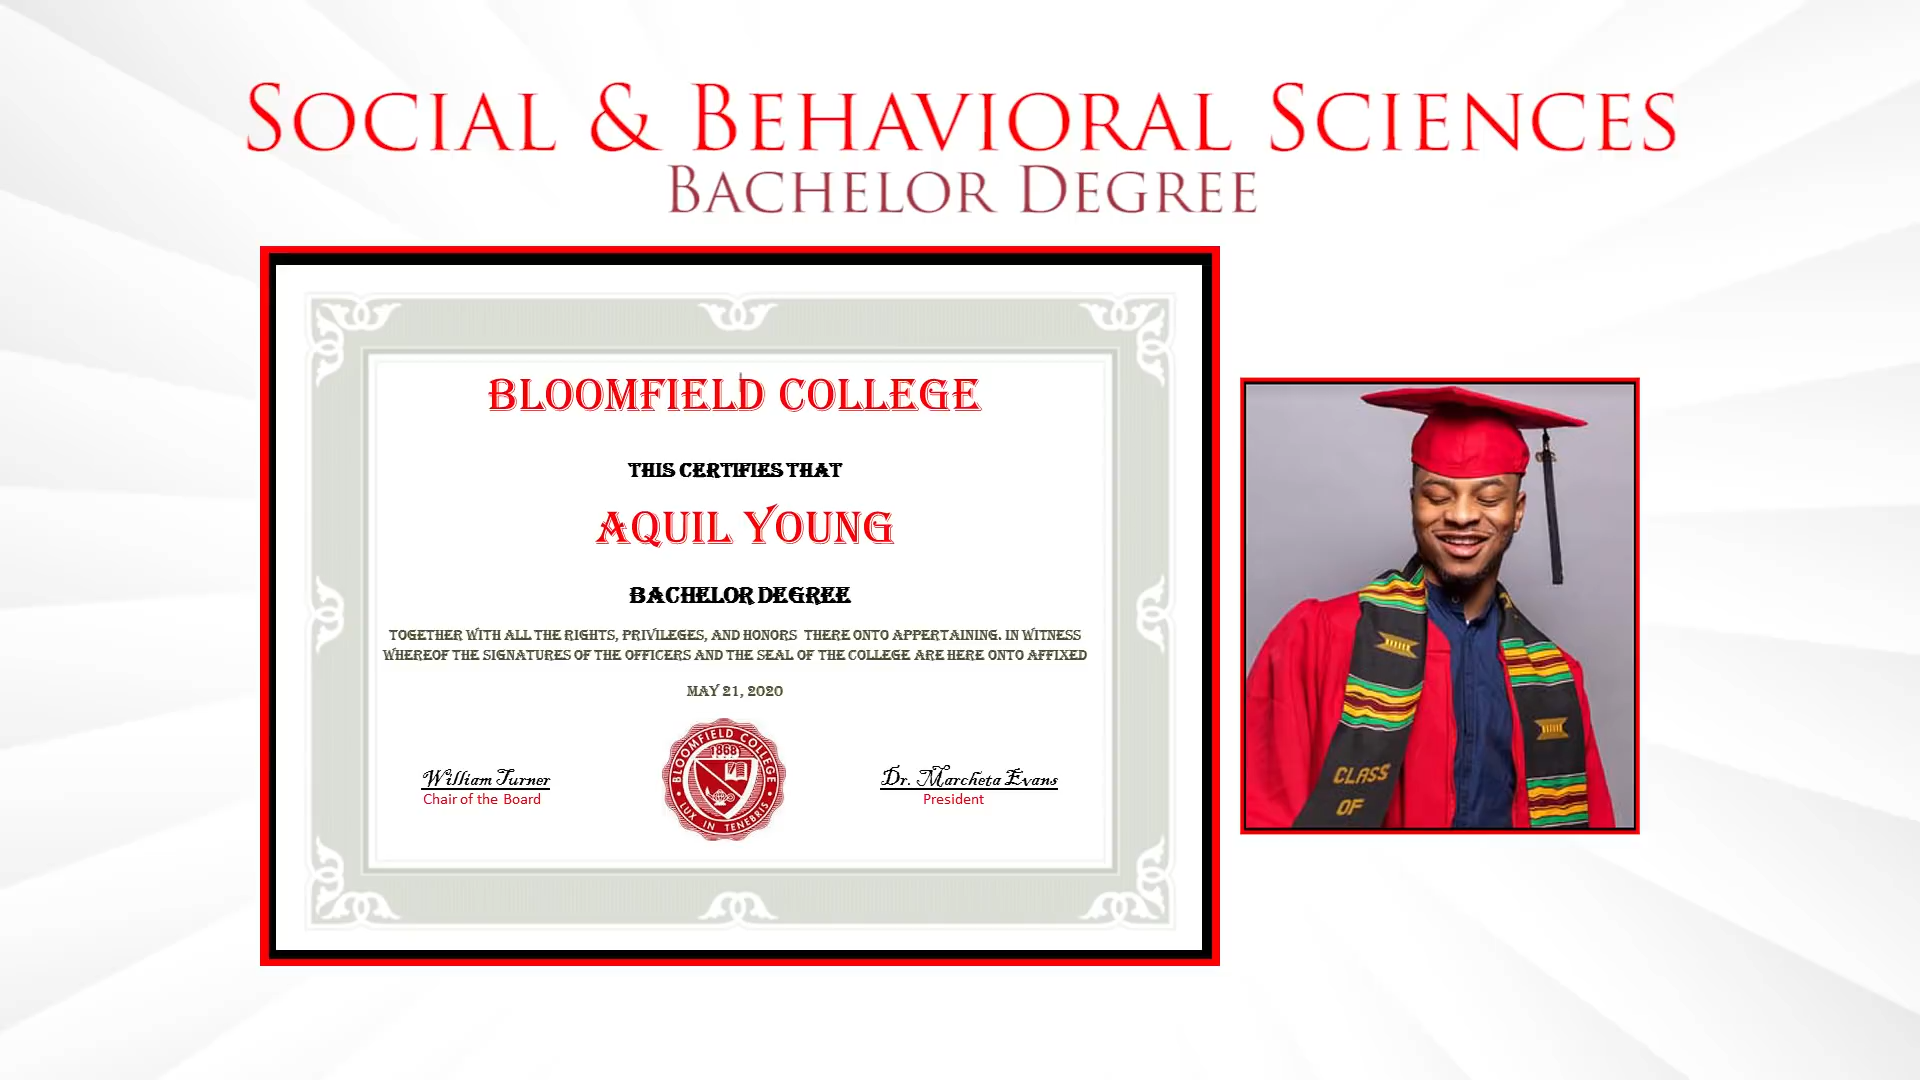 SOCIAL & BEHAVIORAL SCIENCES
BACHELOR DEGREE
BLOOMFIELD COLLEGE
THIS CERTIFIES THAT
AQUIL YOUNG
BACHELOR DEGREE
TOGETHER WITH ALL THE RIGHTS, PRIVILEGES, AND HONORS THERE ONTO APPERTAINING. IN WITNESS
WHEREOF THE SIGNATURES OF THE OFFICERS AND THE SEAL OF THE COLLEGE ARE HERE ONTO AFFIXED
MAY 21, 2020
William Turner
Chair of the Board
BLOOMFIELD COLLEGE
1868
LUX IN TENEBRIS
Dr. Marcheta Evans
President
CLASS
OF